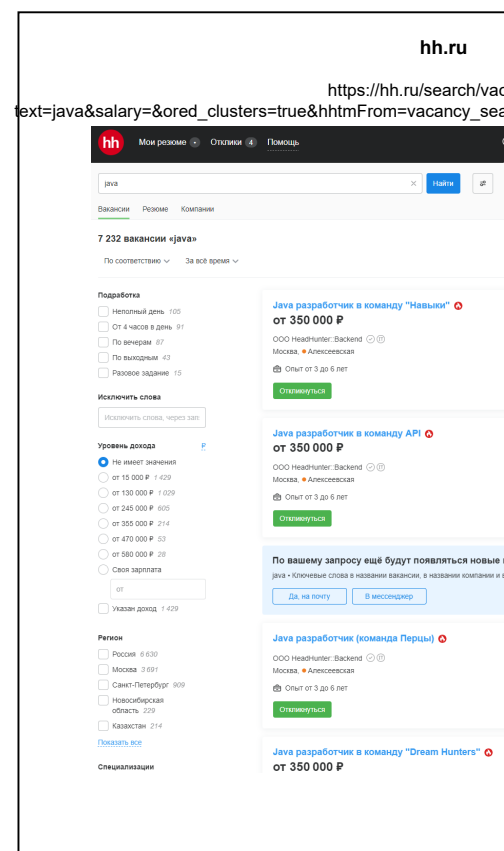 hh.ru
https://hh.ru/search/vac
text=java&salary=&ored_clusters=true&hhtmFrom=vacancy_sea
hh Мои резюме Отклики 4 Помощь
java × Найти
Вакансии Резюме Компании
7 232 вакансии «java»
По соответствию За всё время
Подработка
Неполный день 105
От 4 часов в день 91
По вечерам 87
По выходным 43
Разовое задание 15
Исключить слова
Исключить слова, через зап
Уровень дохода ₽
Не имеет значения
от 15 000 ₽ 1 429
от 130 000 ₽ 1 029
от 245 000 ₽ 605
от 355 000 ₽ 214
от 470 000 ₽ 53
от 580 000 ₽ 28
Своя зарплата
от
Указан доход 1 429
Регион
Россия 6 630
Москва 3 691
Санкт-Петербург 909
Новосибирская
область 229
Казахстан 214
Показать все
Специализации
Java разработчик в команду "Навыки"
от 350 000 ₽
ООО HeadHunter::Backend
Москва, • Алексеевская
Опыт от 3 до 6 лет
Откликнуться
Java разработчик в команду API
от 350 000 ₽
ООО HeadHunter::Backend
Москва, • Алексеевская
Опыт от 3 до 6 лет
Откликнуться
По вашему запросу ещё будут появляться новые
java • Ключевые слова в названии вакансии, в названии компании и в
Да, на почту В мессенджер
Java разработчик (команда Перцы)
ООО HeadHunter::Backend
Москва, • Алексеевская
Опыт от 3 до 6 лет
Откликнуться
Java разработчик в команду "Dream Hunters"
от 350 000 ₽